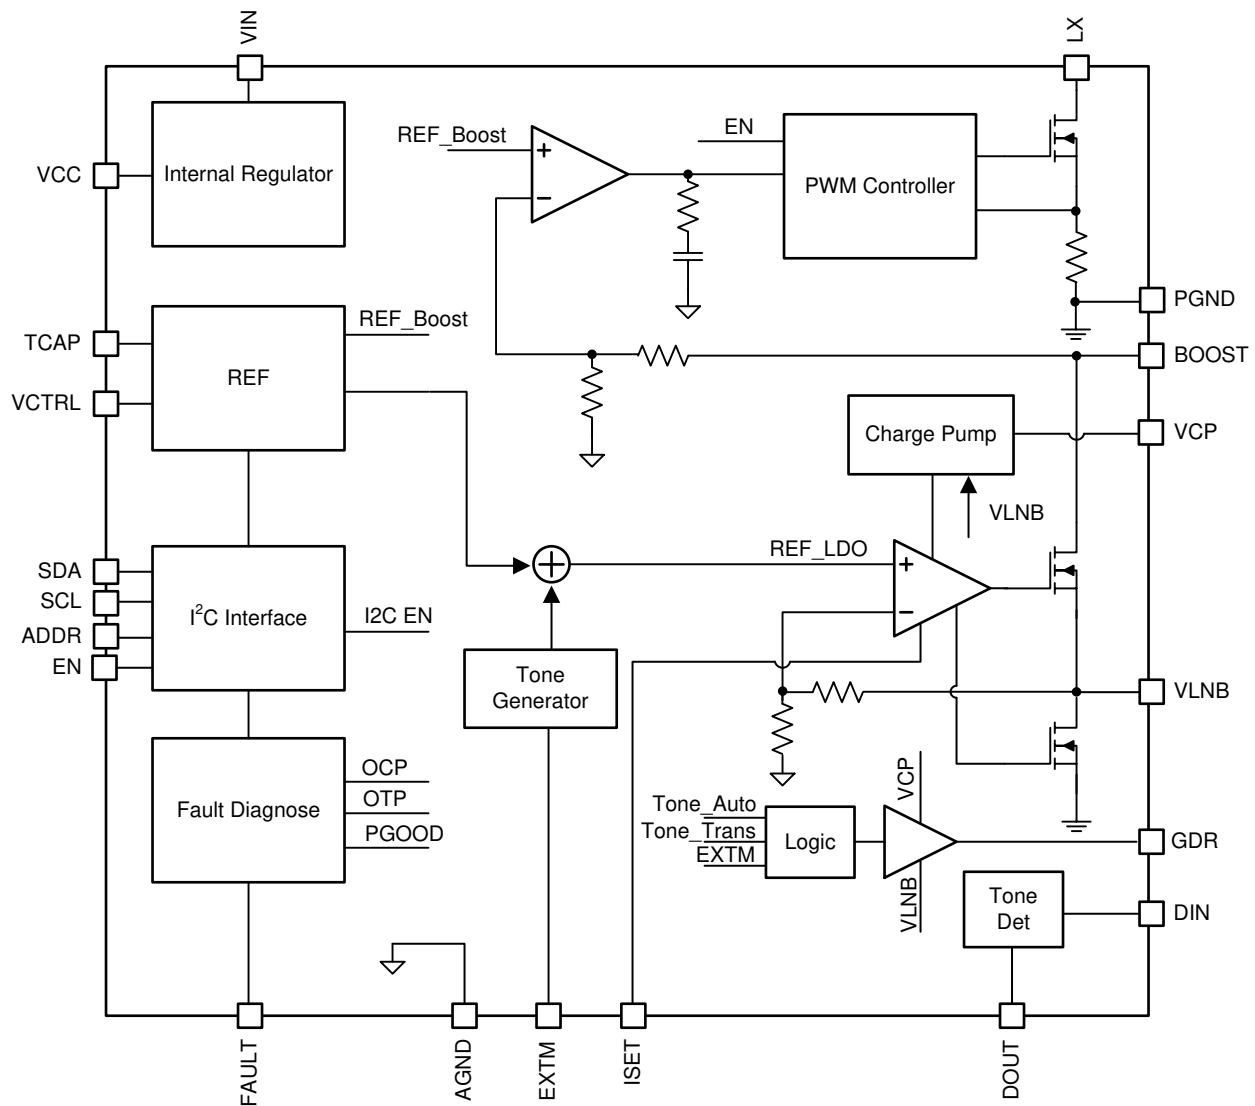 VIN
LX
VCC
Internal Regulator
REF_Boost
+
−
EN
PWM Controller
PGND
TCAP
VCTRL
REF
REF_Boost
BOOST
Charge Pump
VCP
VLNB
SDA
SCL
ADDR
EN
I²C Interface
I2C EN
REF_LDO
+
−
Tone
Generator
VLNB
Fault Diagnose
OCP
OTP
PGOOD
Tone_Auto
Tone_Trans
EXTM
Logic
VCP
VLNB
GDR
Tone
Det
DIN
FAULT
AGND
EXTM
ISET
DOUT